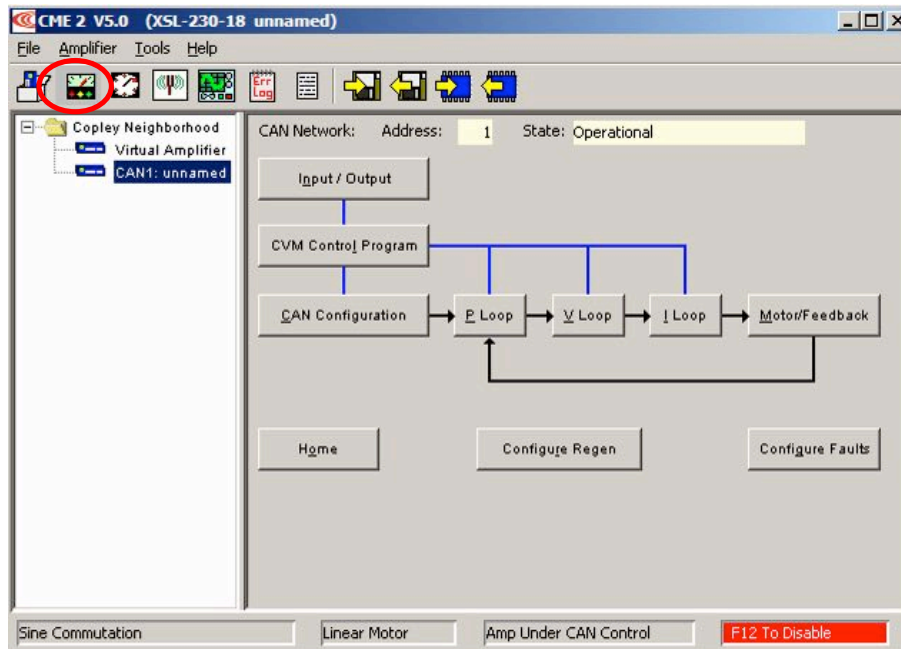 CME 2 V5.0 (XSL-230-18 unnamed)
File Amplifier Tools Help
Err
Log
Copley Neighborhood
Virtual Amplifier
CAN1: unnamed
CAN Network: Address: 1 State: Operational
Input / Output
CVM Control Program
CAN Configuration
P Loop
V Loop
I Loop
Motor/Feedback
Home
Configure Regen
Configure Faults
Sine Commutation
Linear Motor
Amp Under CAN Control
F12 To Disable